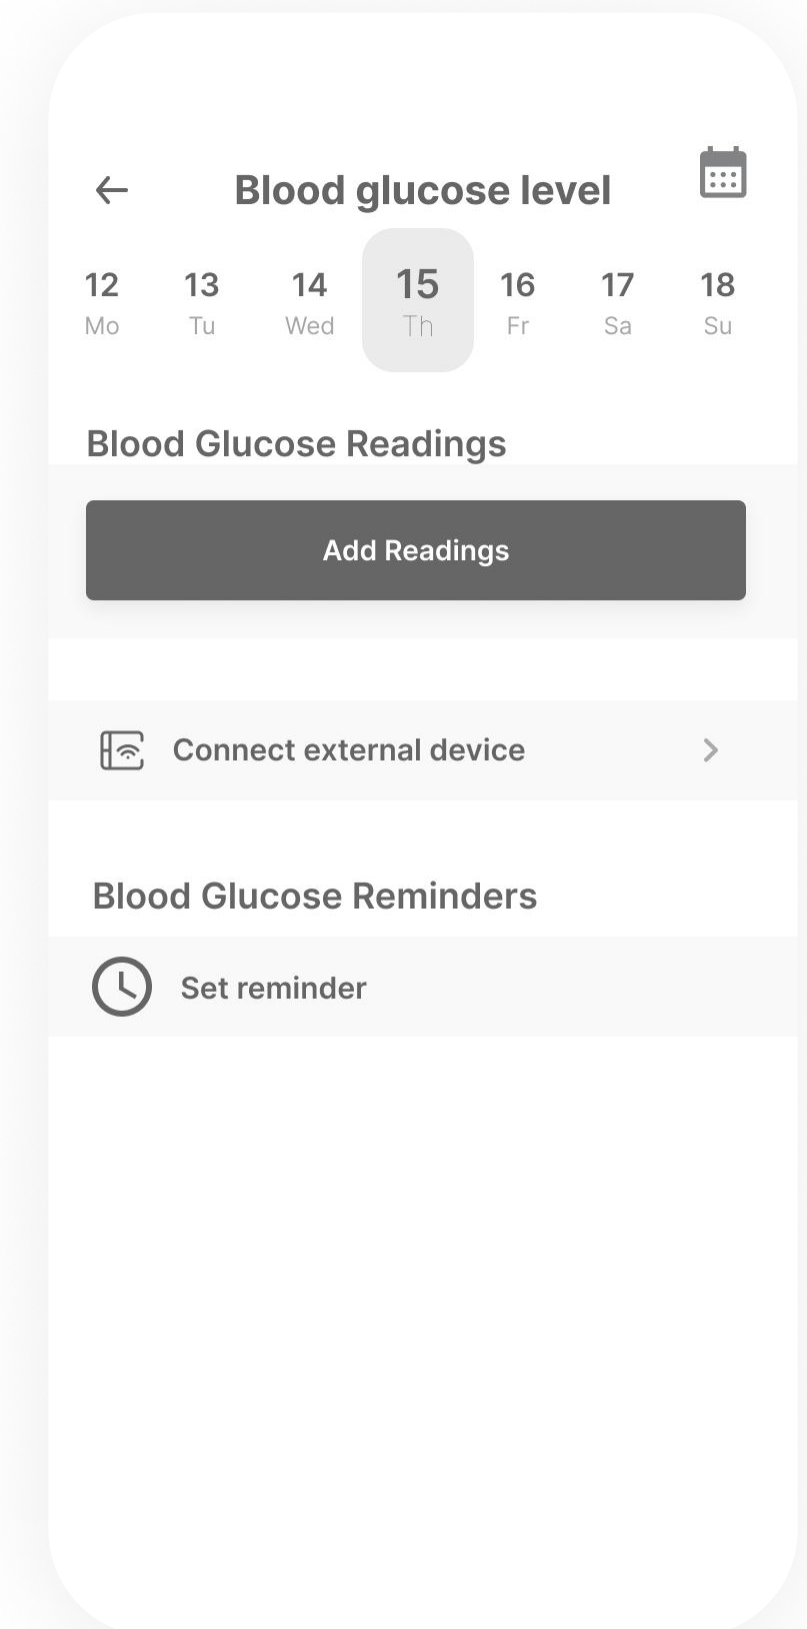 Blood glucose level
12 13 14 15 16 17 18
Mo Tu Wed Th Fr Sa Su
Blood Glucose Readings
Add Readings
Connect external device
Blood Glucose Reminders
Set reminder